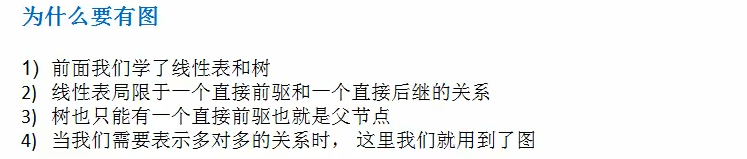 为什么要有图
1) 前面我们学了线性表和树
2) 线性表局限于一个直接前驱和一个直接后继的关系
3) 树也只能有一个直接前驱也就是父节点
4) 当我们需要表示多对多的关系时， 这里我们就用到了图